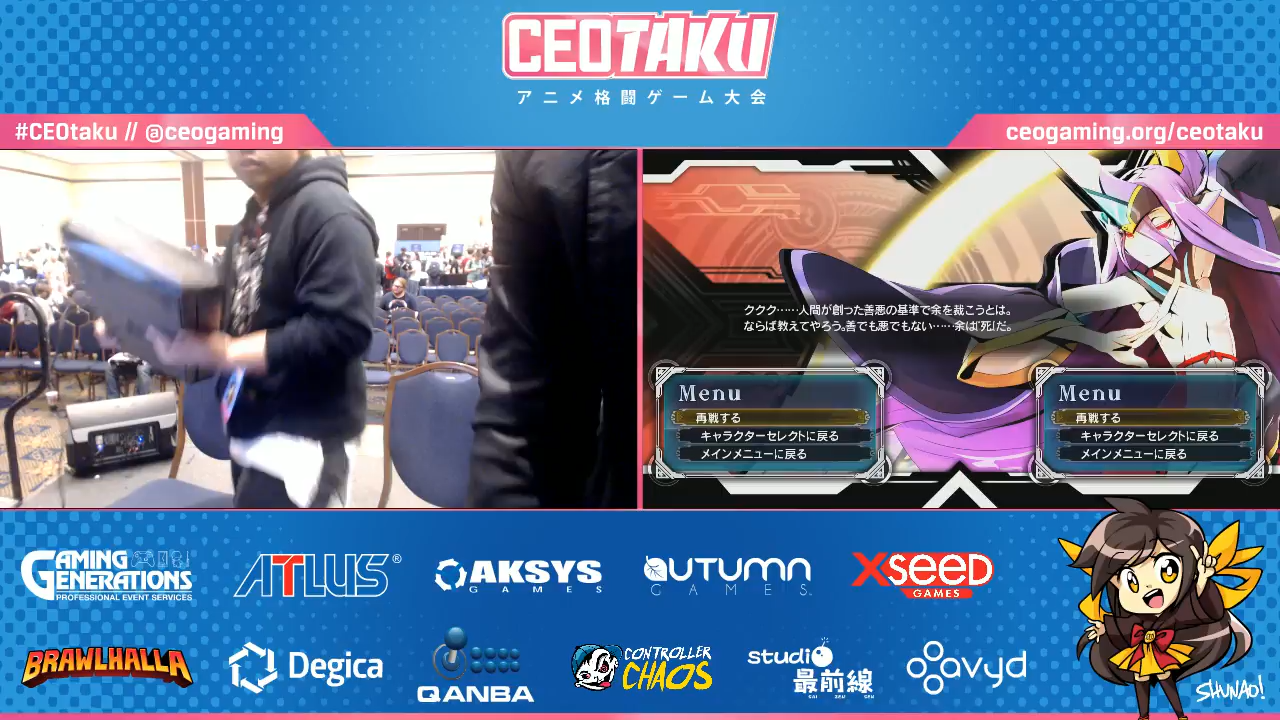 CEOTAKU
アニメ格闘ゲーム大会
#CEOtaku // @ceogaming
ceogaming.org/ceotaku
ククク……人間が創った善悪の基準で余を裁こうとは。
ならば教えてやろう。善でも悪でもない……余は「死」だ。
Menu
再戦する
キャラクターセレクトに戻る
メインメニューに戻る
Menu
再戦する
キャラクターセレクトに戻る
メインメニューに戻る
GAMING GENERATIONS
PROFESSIONAL EVENT SERVICES
ATLUS®
AKSYS
GAMES
AUTUMN
GAMES.
XSEED
GAMES
BRAWLHALLA
Degica
QANBA
CONTROLLER
CHAOS
studio
最前線
SAI ZEN SEN
avyd
SHUNAO!